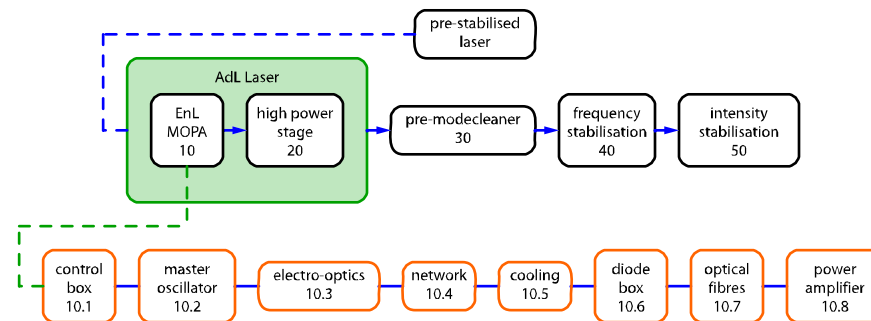 pre-stabilised
laser
AdL Laser
EnL
MOPA
10
high power
stage
20
pre-modecleaner
30
frequency
stabilisation
40
intensity
stabilisation
50
control
box
10.1
master
oscillator
10.2
electro-optics
10.3
network
10.4
cooling
10.5
diode
box
10.6
optical
fibres
10.7
power
amplifier
10.8